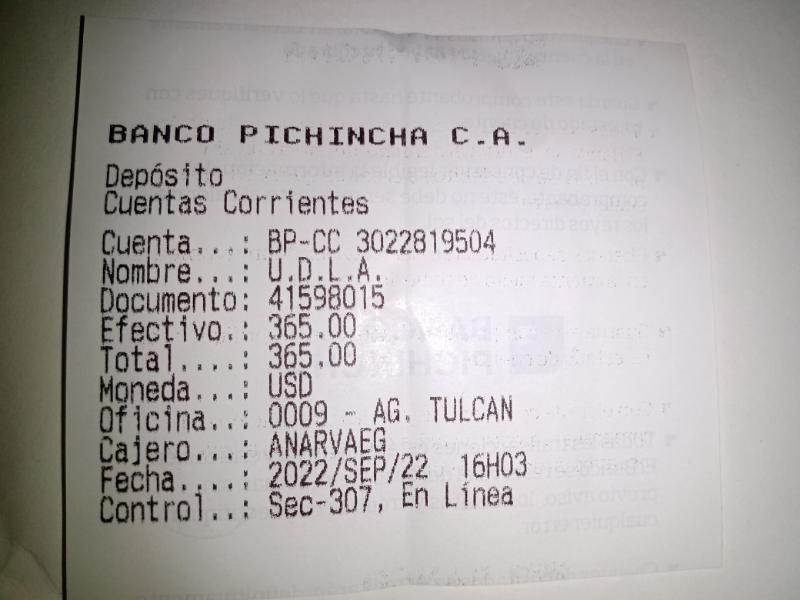 BANCO PICHINCHA C.A.
Depósito
Cuentas Corrientes
Cuenta...: BP-CC 3022819504
Nombre...: U.D.L.A.
Documento: 41598015
Efectivo.: 365.00
Total....: 365.00
Moneda...: USD
Oficina..: 0009 - AG. TULCAN
Cajero...: ANARVAEG
Fecha....: 2022/SEP/22 16H03
Control..: Sec-307, En Línea